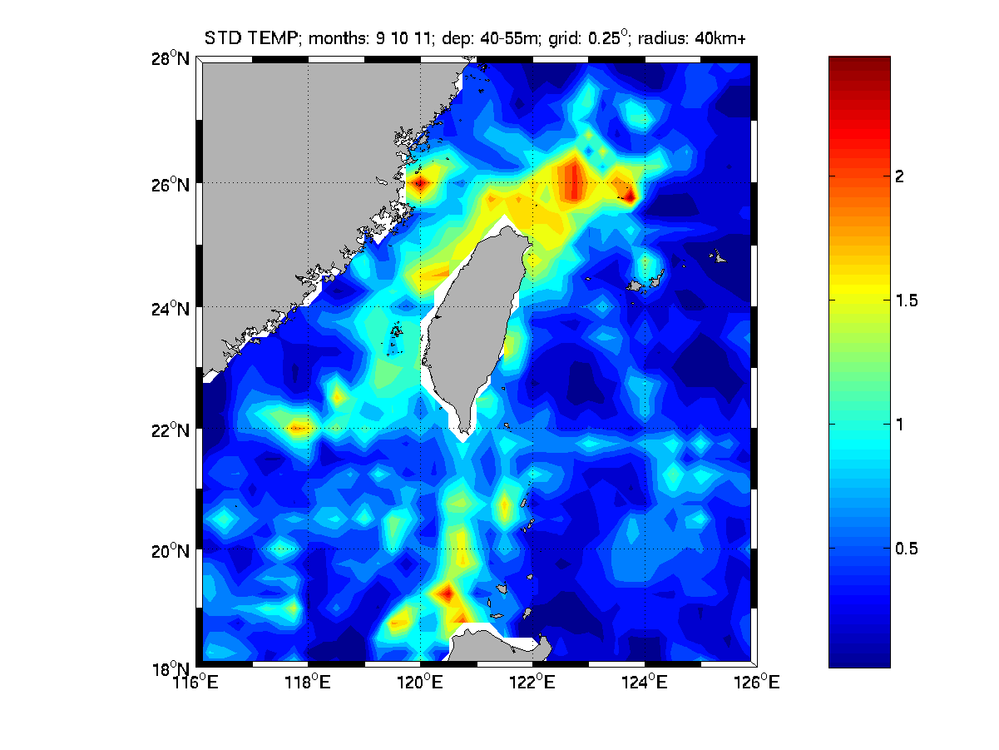 STD TEMP; months: 9 10 11; dep: 40-55m; grid: 0.25°; radius: 40km+
28°N
26°N
24°N
22°N
20°N
18°N
116°E 118°E 120°E 122°E 124°E 126°E
2
1.5
1
0.5